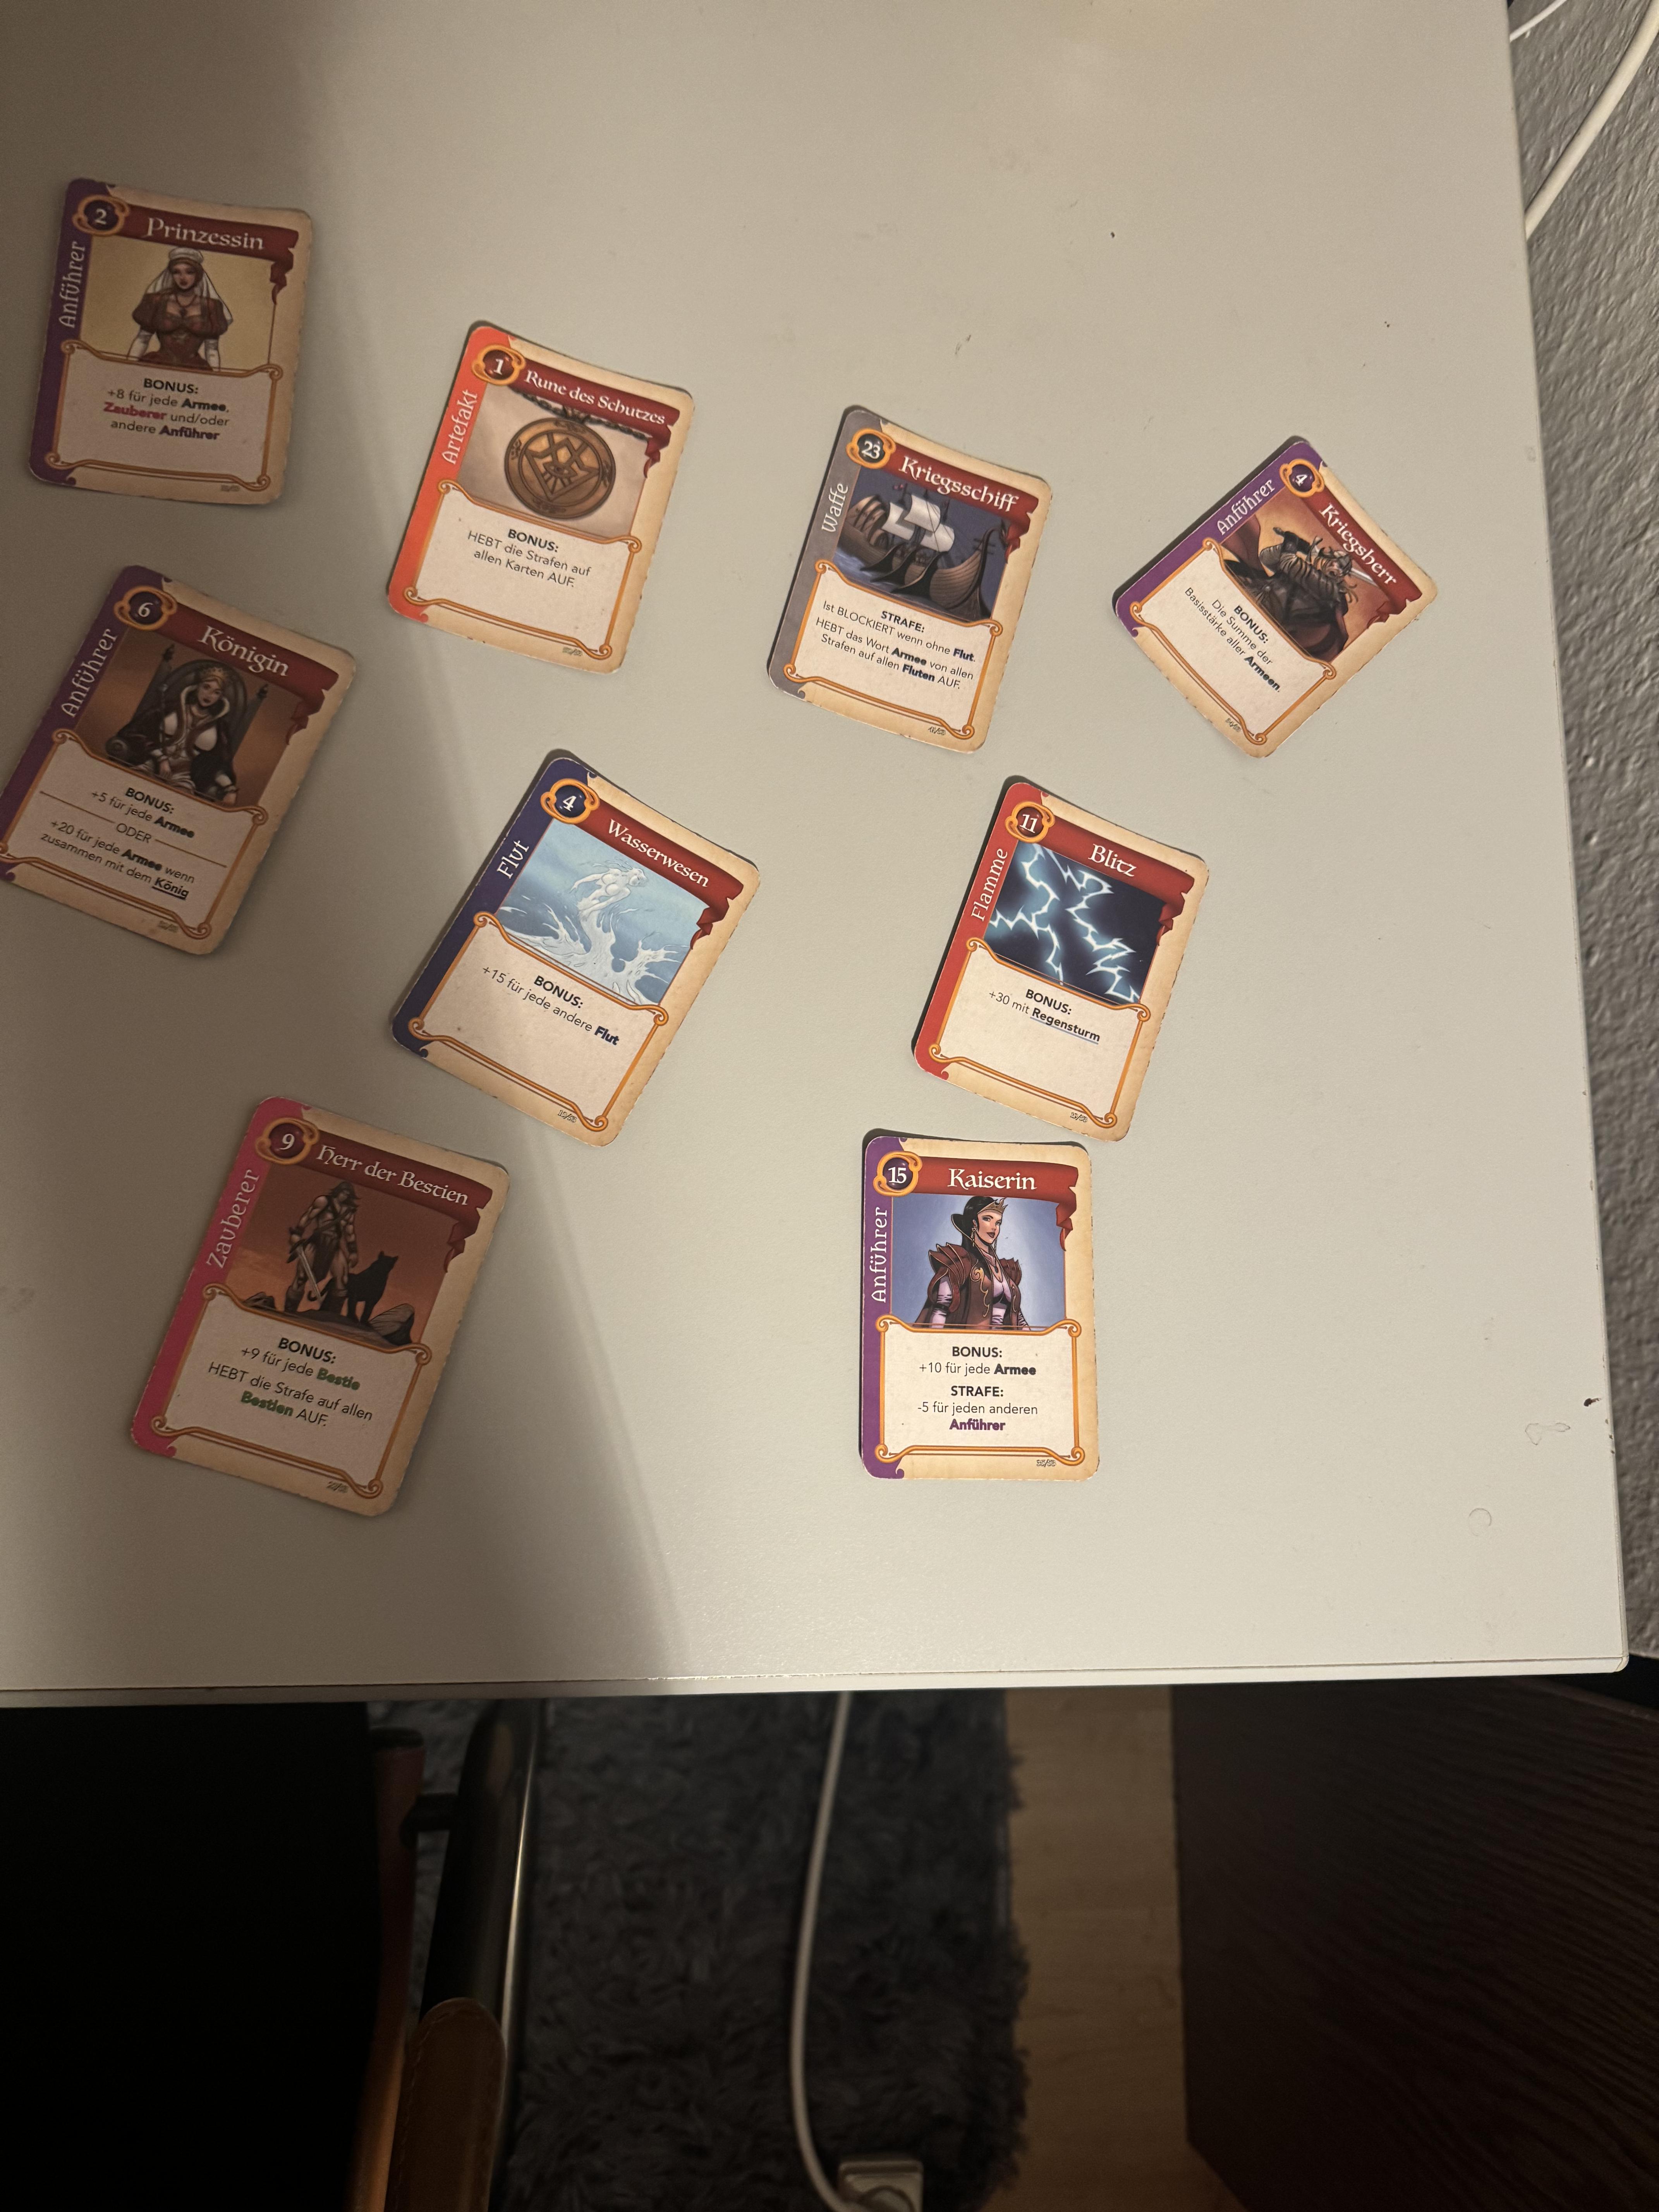 2
Prinzessin
Anführer
BONUS:
+8 für jede Armee,
Zauberer und/oder
andere Anführer
1
Rune des Schutzes
Artefakt
BONUS:
HEBT die Strafen auf
allen Karten AUF.
23
Kriegsschiff
Waffe
STRAFE:
Ist BLOCKIERT wenn ohne Flut.
HEBT das Wort Armee von allen
Strafen auf allen Fluten AUF.
4
Kriegsherr
Anführer
BONUS:
Die Summe der
Basisstärke aller
Armeen.
6
Königin
Anführer
BONUS:
+5 für jede Armee
ODER
+20 für jede Armee wenn
zusammen mit dem König
4
Wasserwesen
Flut
BONUS:
+15 für jede andere Flut
11
Blitz
Flamme
BONUS:
+30 mit Regensturm
9
Herr der Bestien
Zauberer
BONUS:
+9 für jede Bestie
HEBT die Strafe auf allen
Bestien AUF.
15
Kaiserin
Anführer
BONUS:
+10 für jede Armee
STRAFE:
-5 für jeden anderen
Anführer